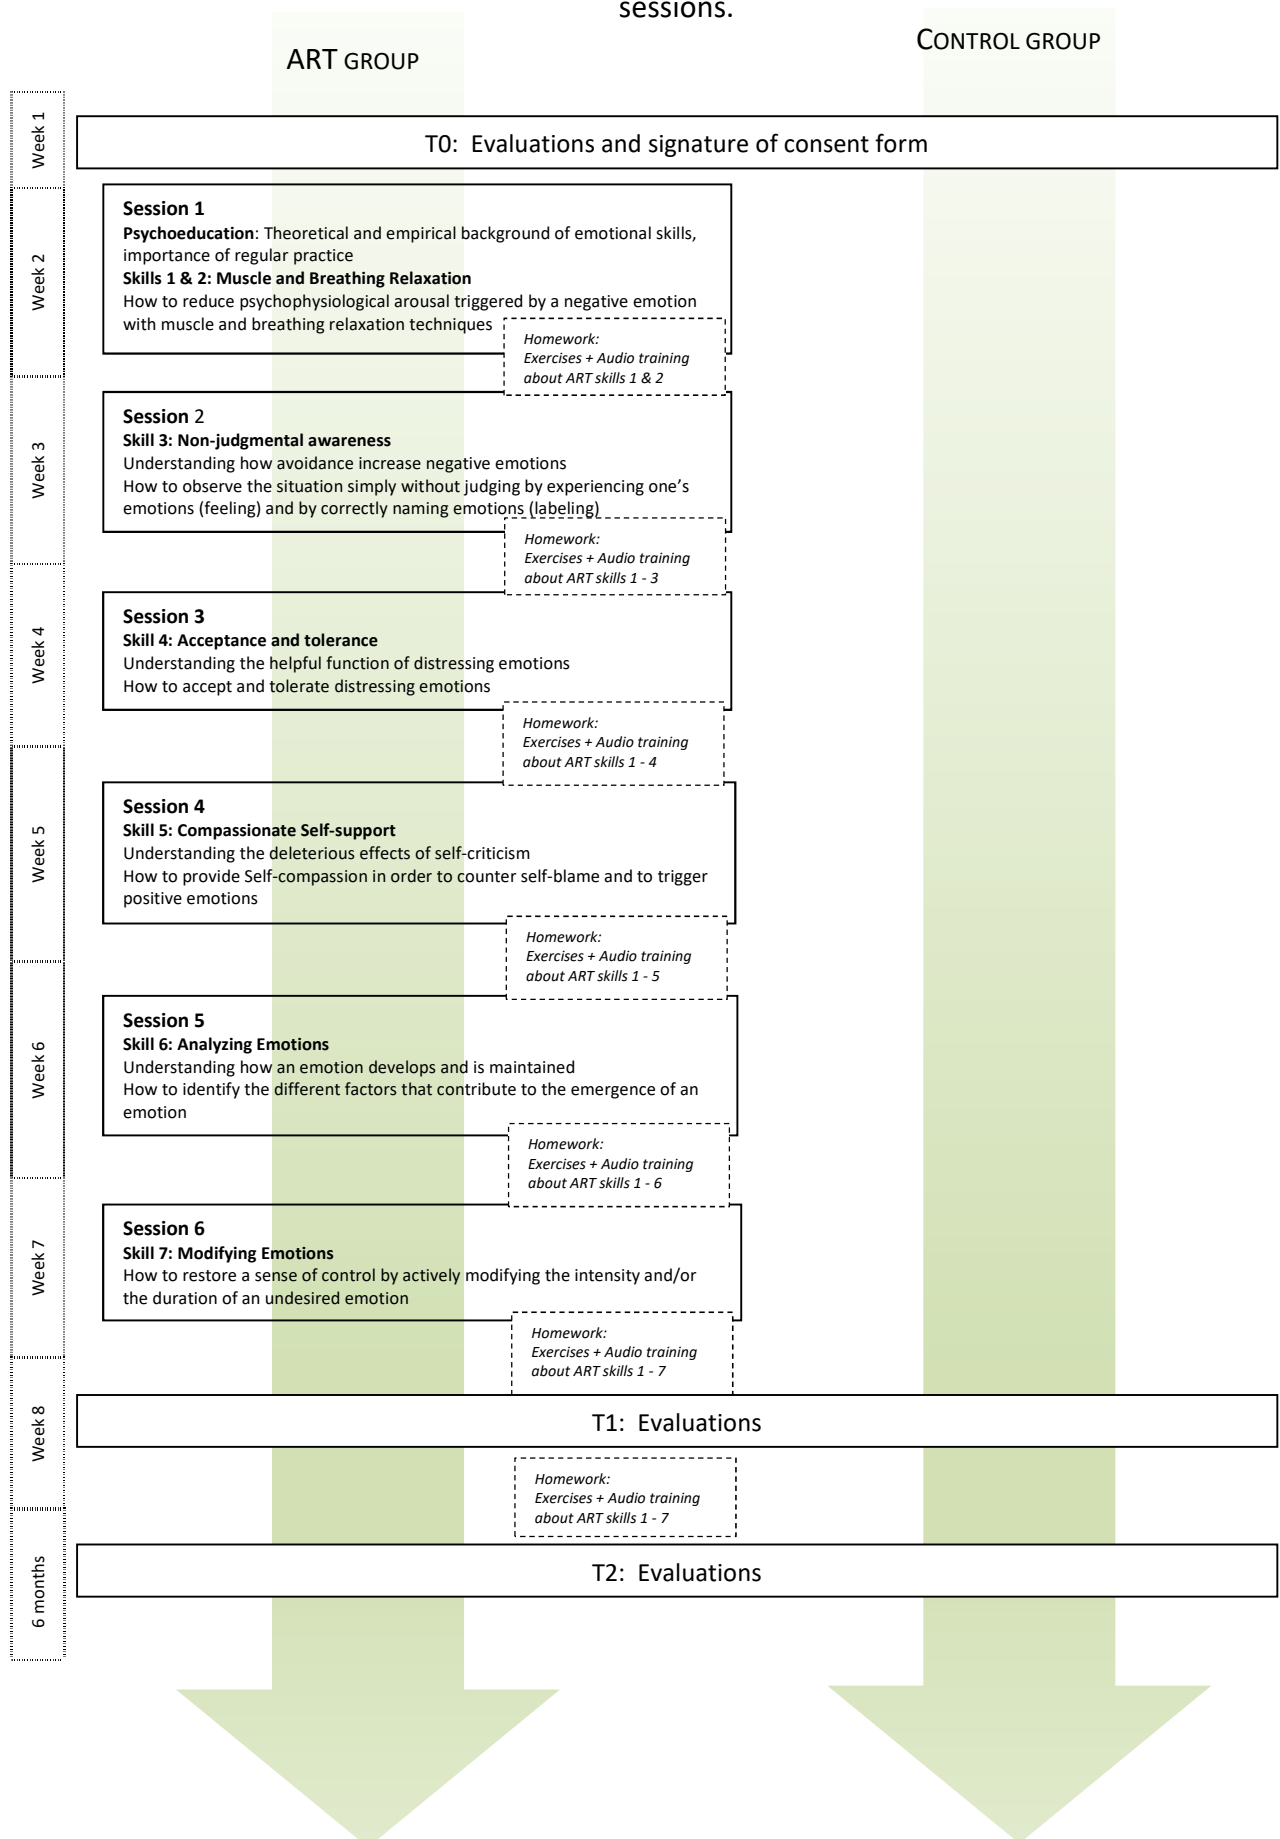 sessions.
ART GROUP
CONTROL GROUP
Week 1
T0: Evaluations and signature of consent form
Week 2
Session 1
Psychoeducation: Theoretical and empirical background of emotional skills,
importance of regular practice
Skills 1 & 2: Muscle and Breathing Relaxation
How to reduce psychophysiological arousal triggered by a negative emotion
with muscle and breathing relaxation techniques
Homework:
Exercises + Audio training
about ART skills 1 & 2
Week 3
Session 2
Skill 3: Non-judgmental awareness
Understanding how avoidance increase negative emotions
How to observe the situation simply without judging by experiencing one's
emotions (feeling) and by correctly naming emotions (labeling)
Homework:
Exercises + Audio training
about ART skills 1 - 3
Week 4
Session 3
Skill 4: Acceptance and tolerance
Understanding the helpful function of distressing emotions
How to accept and tolerate distressing emotions
Homework:
Exercises + Audio training
about ART skills 1 - 4
Week 5
Session 4
Skill 5: Compassionate Self-support
Understanding the deleterious effects of self-criticism
How to provide Self-compassion in order to counter self-blame and to trigger
positive emotions
Homework:
Exercises + Audio training
about ART skills 1 - 5
Week 6
Session 5
Skill 6: Analyzing Emotions
Understanding how an emotion develops and is maintained
How to identify the different factors that contribute to the emergence of an
emotion
Homework:
Exercises + Audio training
about ART skills 1 - 6
Week 7
Session 6
Skill 7: Modifying Emotions
How to restore a sense of control by actively modifying the intensity and/or
the duration of an undesired emotion
Homework:
Exercises + Audio training
about ART skills 1 - 7
Week 8
T1: Evaluations
Homework:
Exercises + Audio training
about ART skills 1 - 7
6 months
T2: Evaluations